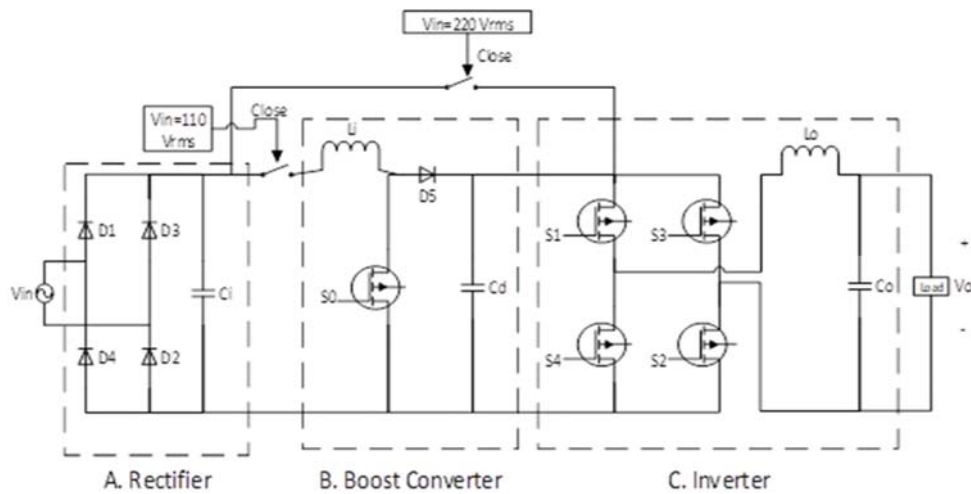 Vin=220 Vrms
Close
Vin=110
Vrms
Close
Li
Lo
D5
D1
D3
S1
S3
Vin
Ci
S0
Cd
Co
Load
Vo
+
-
D4
D2
S4
S2
A. Rectifier
B. Boost Converter
C. Inverter